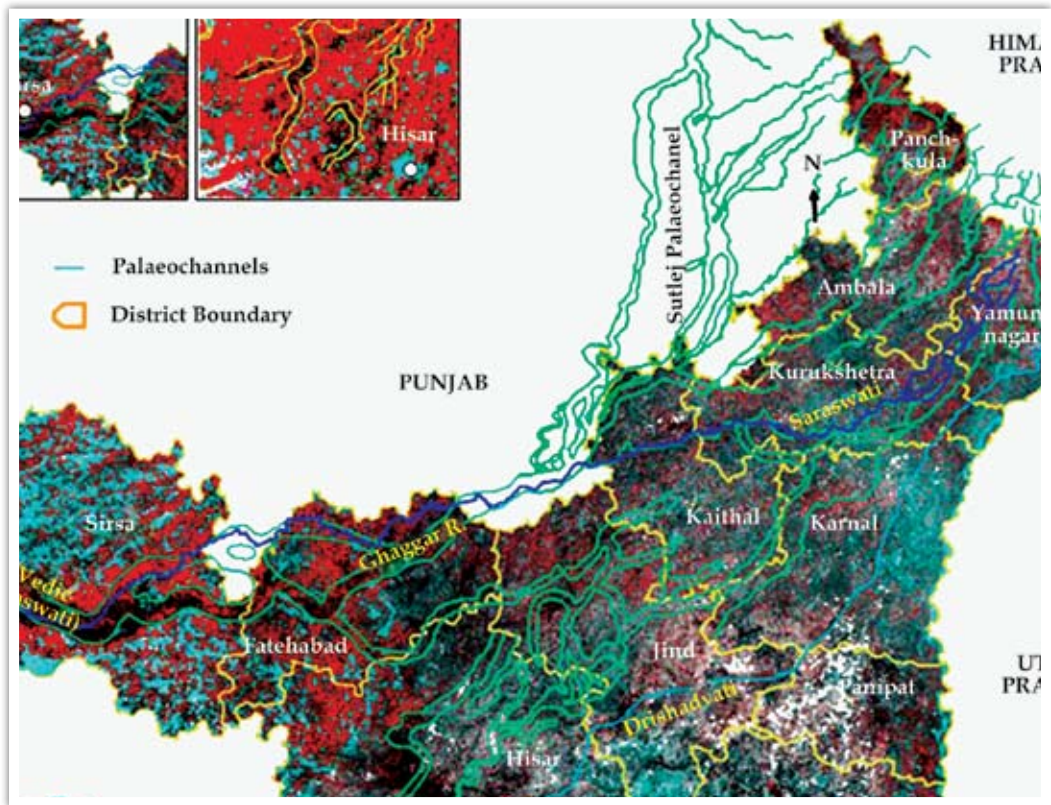 rsa
Hisar
HIMA
PRA
Panch-
kula
N
Sutlej Palaeochanel
Palaeochannels
District Boundary
Ambala
Yamun
nagar
PUNJAB
Kurukshetra
Saraswati
Sirsa
Kaithal
Karnal
Ghaggar R.
Vedic
aswati)
Fatehabad
Jind
Panipat
UT
PRA
Drishadvati
Hisar